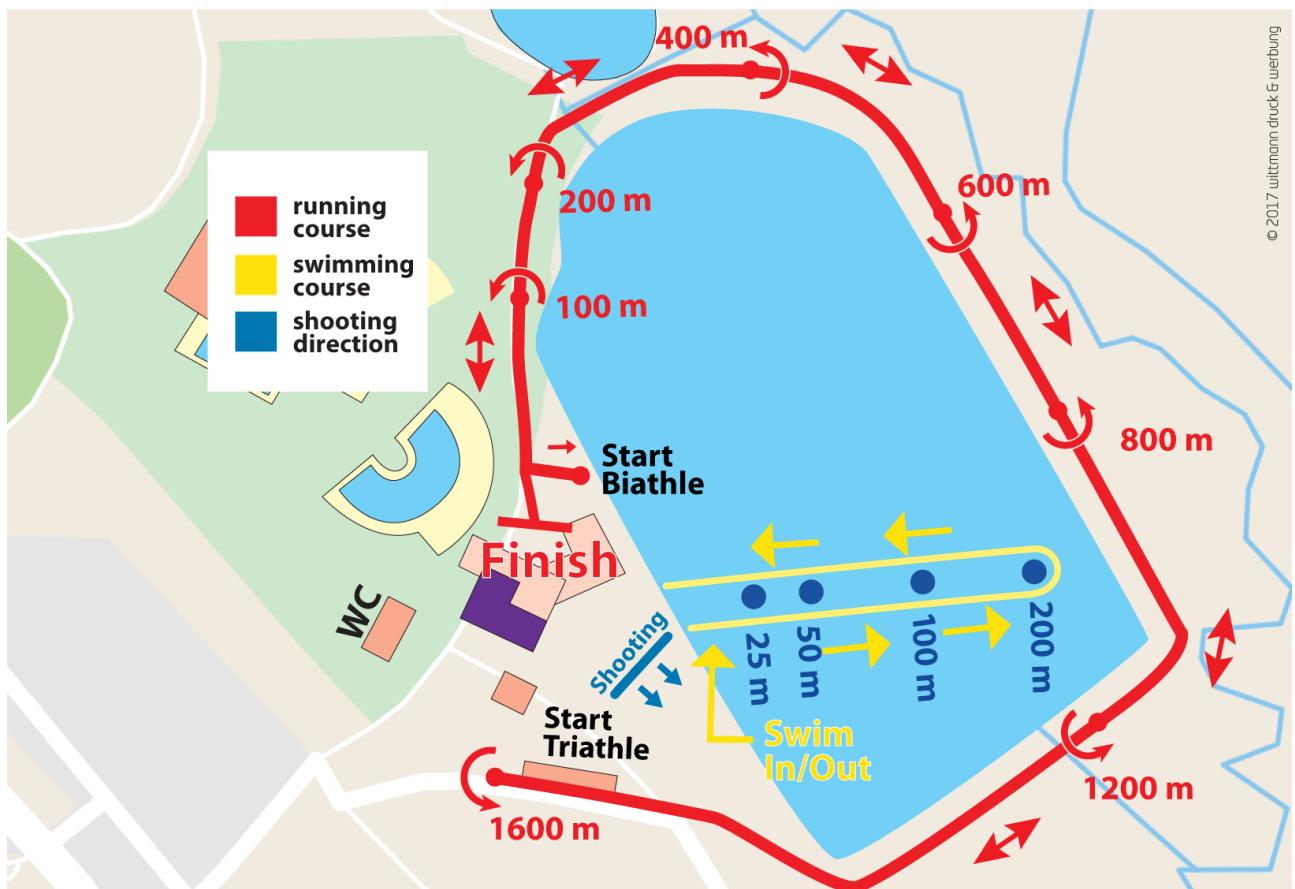 400 m
© 2017 wittmann druck & werbung
600 m
200 m
running
course
swimming
course
shooting
direction
100 m
800 m
Start
Biathle
Finish
WC
Shooting
25 m
50 m
100 m
200 m
Start
Triathle
Swim
In/Out
1200 m
1600 m